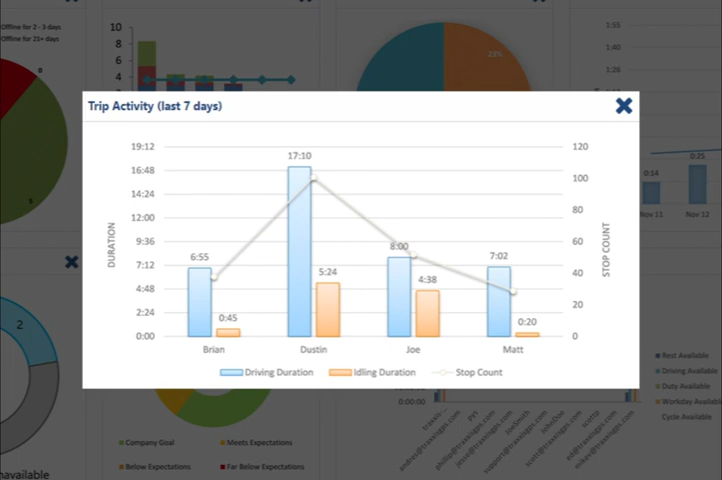 Offline for 2 - 3 days
Offline for 21+ days
8
9
10
8
6
4
23%
1:55
1:40
1:26
Trip Activity (last 7 days)
19:12
16:48
14:24
12:00
9:36
7:12
4:48
2:24
0:00
DURATION
120
100
80
60
40
20
0
STOP COUNT
6:55
0:45
17:10
5:24
8:00
4:38
7:02
0:20
Brian
Dustin
Joe
Matt
Driving Duration
Idling Duration
Stop Count
0:14
0:25
Nov 11
Nov 12
2
navailable
Company Goal
Meets Expectations
Below Expectations
Far Below Expectations
0:00:00
Rest Available
Driving Available
Duty Available
Workday Available
Cycle Available